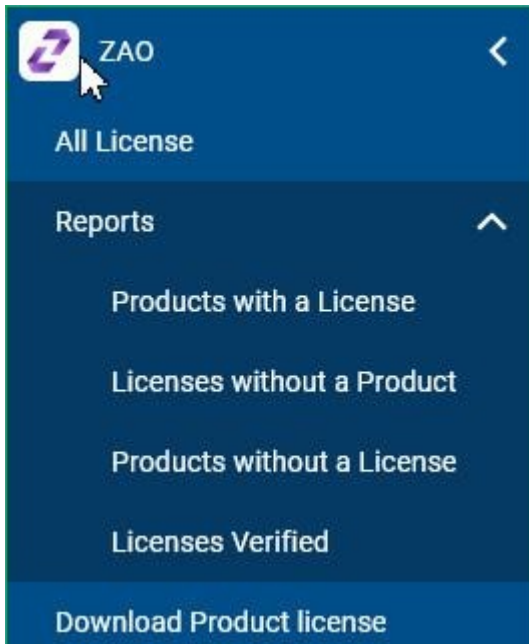 ZAO
All License
Reports
Products with a License
Licenses without a Product
Products without a License
Licenses Verified
Download Product license